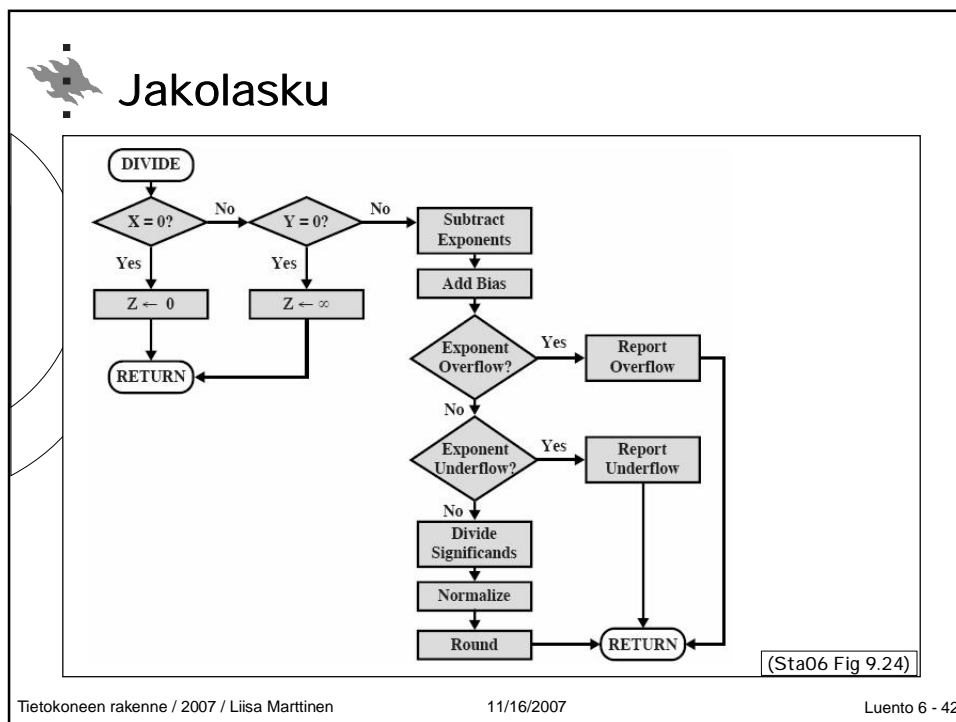 Jakolasku
DIVIDE
X = 0?
No
Y = 0?
No
Subtract
Exponents
Yes
Yes
Add Bias
Z ← 0
Z ← ∞
Exponent
Overflow?
Yes
Report
Overflow
RETURN
No
Exponent
Underflow?
Yes
Report
Underflow
No
Divide
Significands
Normalize
Round
RETURN
(Sta06 Fig 9.24)
Tietokoneen rakenne / 2007 / Liisa Marttinen 11/16/2007 Luento 6 - 42